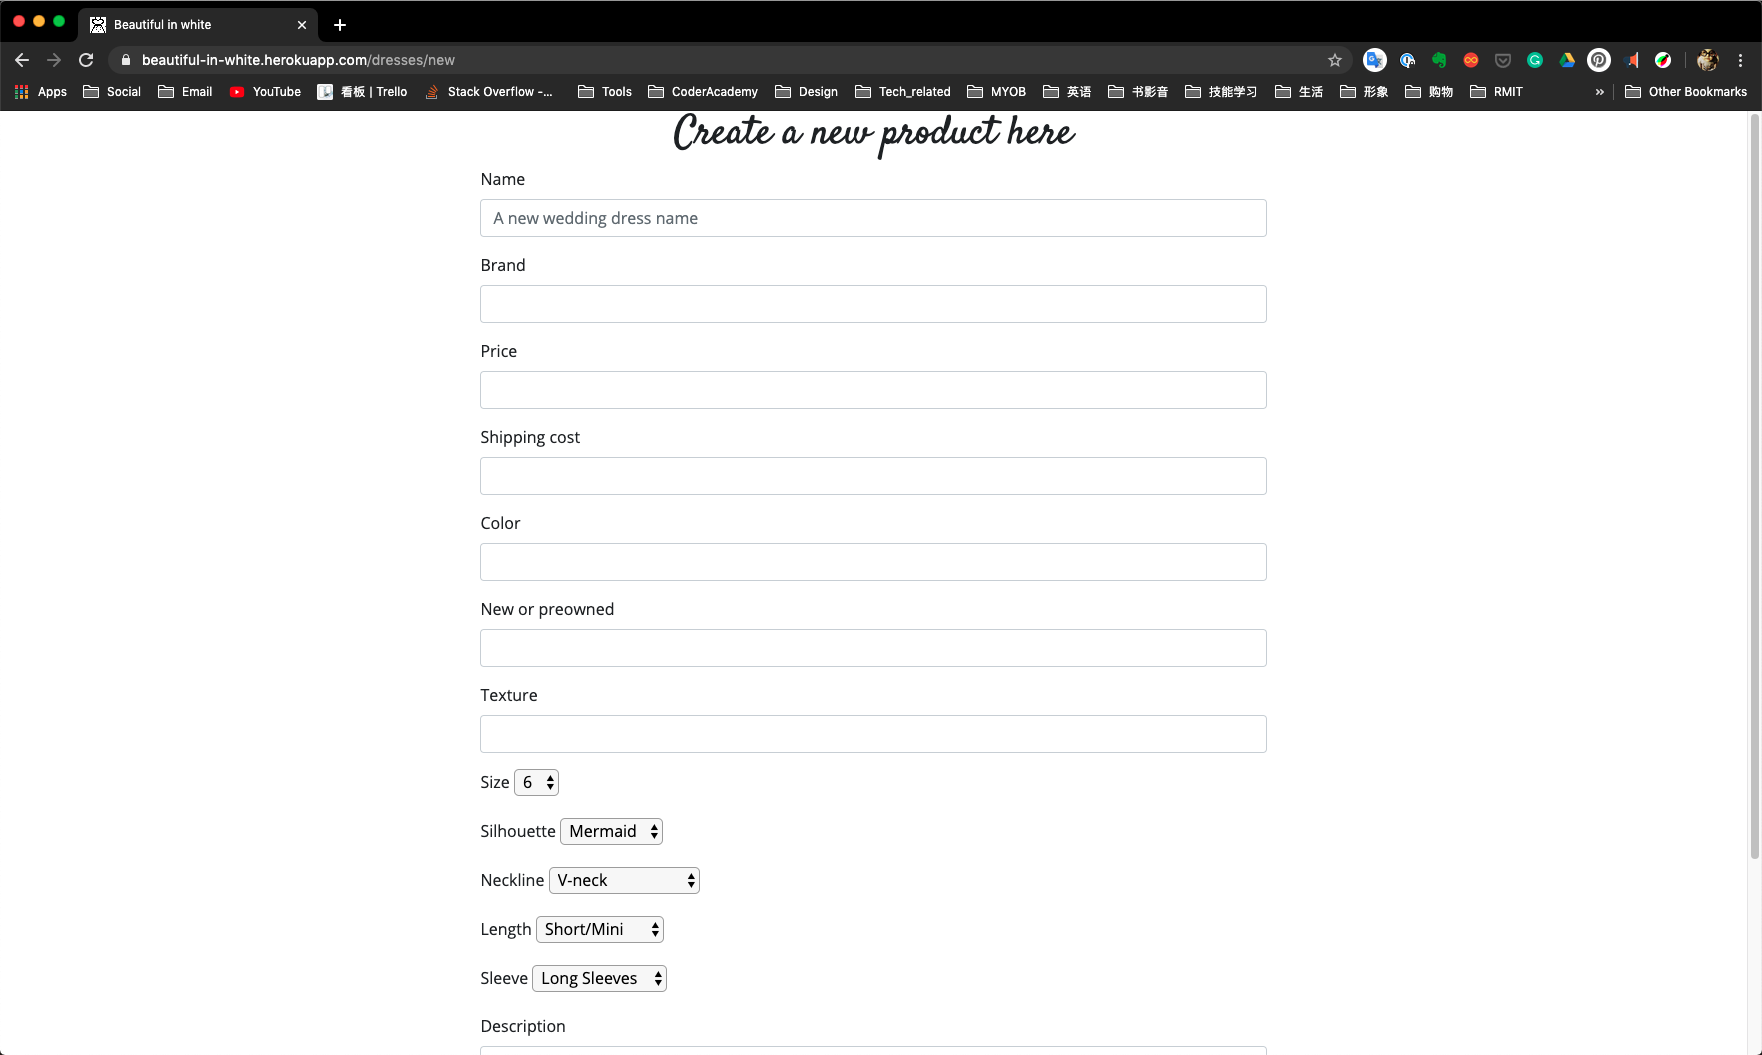 Beautiful in white
beautiful-in-white.herokuapp.com/dresses/new
Apps Social Email YouTube 看板 | Trello Stack Overflow -... Tools CoderAcademy Design Tech_related MYOB 英语 书影音 技能学习 生活 形象 购物 RMIT » Other Bookmarks
Create a new product here
Name
A new wedding dress name
Brand
Price
Shipping cost
Color
New or preowned
Texture
Size 6
Silhouette Mermaid
Neckline V-neck
Length Short/Mini
Sleeve Long Sleeves
Description